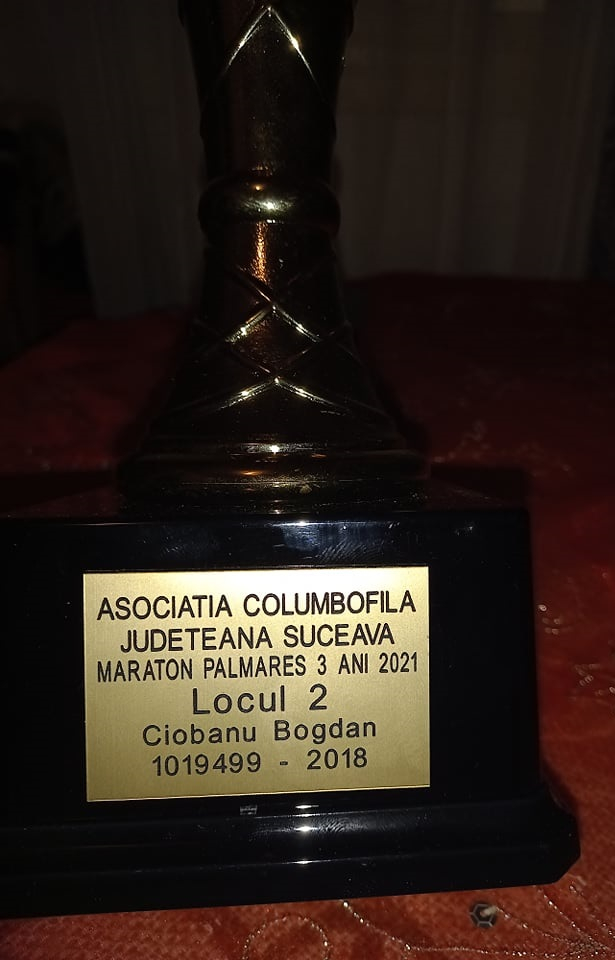 ASOCIATIA COLUMBOFILA
JUDETEANA SUCEAVA
MARATON PALMARES 3 ANI 2021
Locul 2
Ciobanu Bogdan
1019499 - 2018